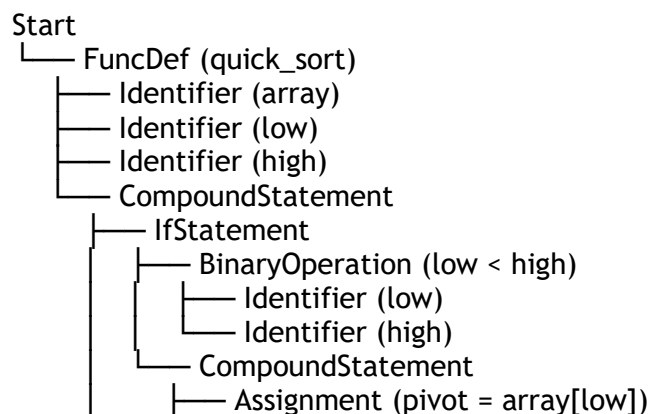 Start
└── FuncDef (quick_sort)
├── Identifier (array)
├── Identifier (low)
├── Identifier (high)
└── CompoundStatement
├── IfStatement
│ ├── BinaryOperation (low < high)
│ │ ├── Identifier (low)
│ │ └── Identifier (high)
│ └── CompoundStatement
│ ├── Assignment (pivot = array[low])